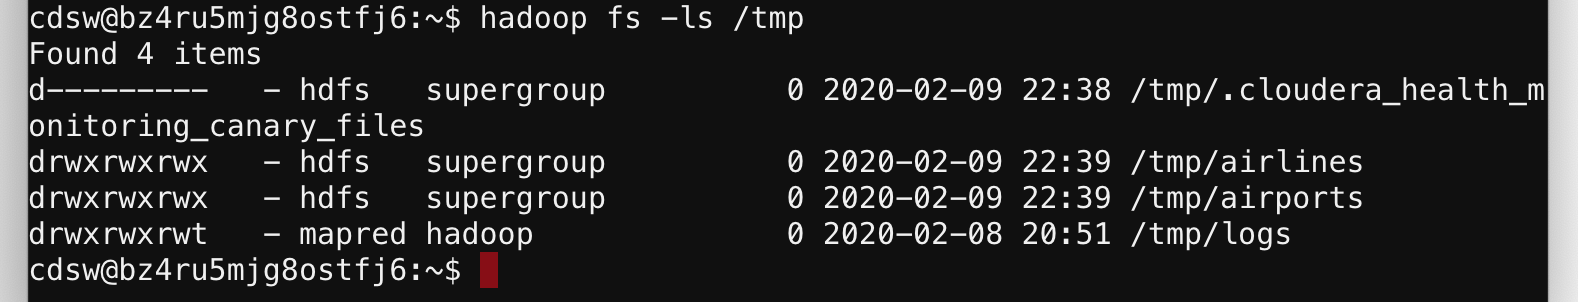 cdsw@bz4ru5mjg8ostfj6:~$ hadoop fs -ls /tmp
Found 4 items
d---------   - hdfs   supergroup          0 2020-02-09 22:38 /tmp/.cloudera_health_m
onitoring_canary_files
drwxrwxrwx   - hdfs   supergroup          0 2020-02-09 22:39 /tmp/airlines
drwxrwxrwx   - hdfs   supergroup          0 2020-02-09 22:39 /tmp/airports
drwxrwxrwt   - mapred hadoop              0 2020-02-08 20:51 /tmp/logs
cdsw@bz4ru5mjg8ostfj6:~$